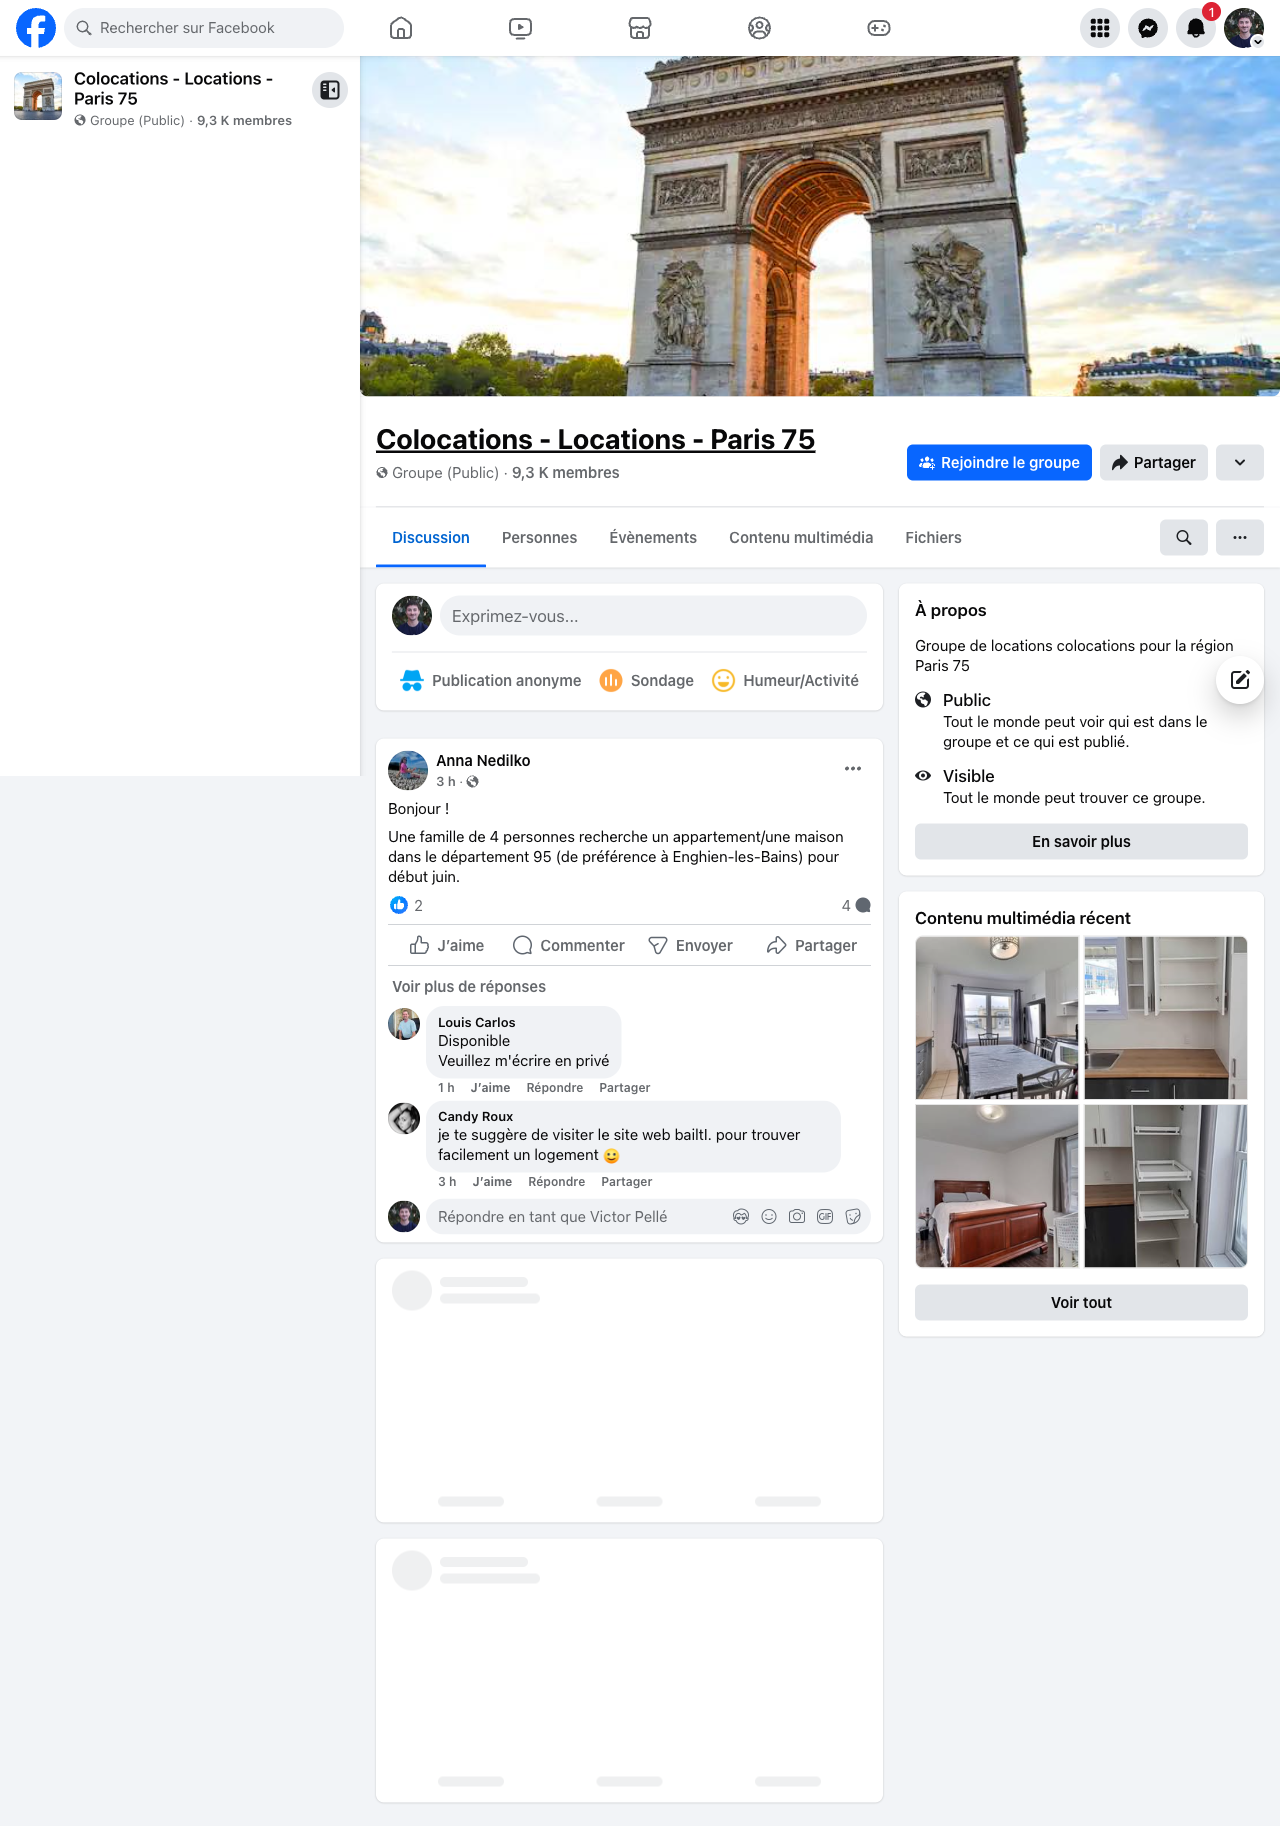 Rechercher sur Facebook
1
Colocations - Locations -
Paris 75
Groupe (Public) · 9,3 K membres
Colocations - Locations - Paris 75
Groupe (Public) · 9,3 K membres
Rejoindre le groupe
Partager
Discussion
Personnes
Évènements
Contenu multimédia
Fichiers
Exprimez-vous...
Publication anonyme
Sondage
Humeur/Activité
Anna Nedilko
3 h ·
Bonjour !
Une famille de 4 personnes recherche un appartement/une maison
dans le département 95 (de préférence à Enghien-les-Bains) pour
début juin.
2
4
J’aime
Commenter
Envoyer
Partager
Voir plus de réponses
Louis Carlos
Disponible
Veuillez m'écrire en privé
1 h J’aime Répondre Partager
Candy Roux
je te suggère de visiter le site web bailtl. pour trouver
facilement un logement 😀
3 h J’aime Répondre Partager
Répondre en tant que Victor Pellé
GIF
À propos
Groupe de locations colocations pour la région
Paris 75
Public
Tout le monde peut voir qui est dans le
groupe et ce qui est publié.
Visible
Tout le monde peut trouver ce groupe.
En savoir plus
Contenu multimédia récent
Voir tout